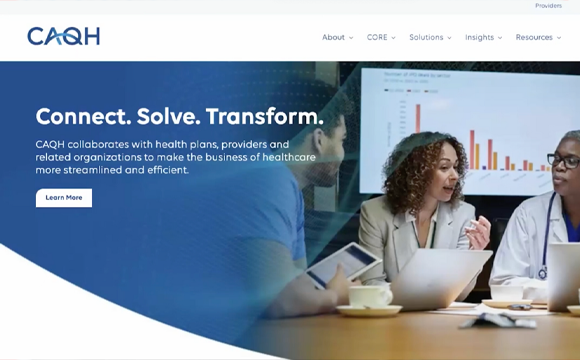 Providers
CAQH
About
CORE
Solutions
Insights
Resources
Connect. Solve. Transform.
CAQH collaborates with health plans, providers and
related organizations to make the business of healthcare
more streamlined and efficient.
Learn More